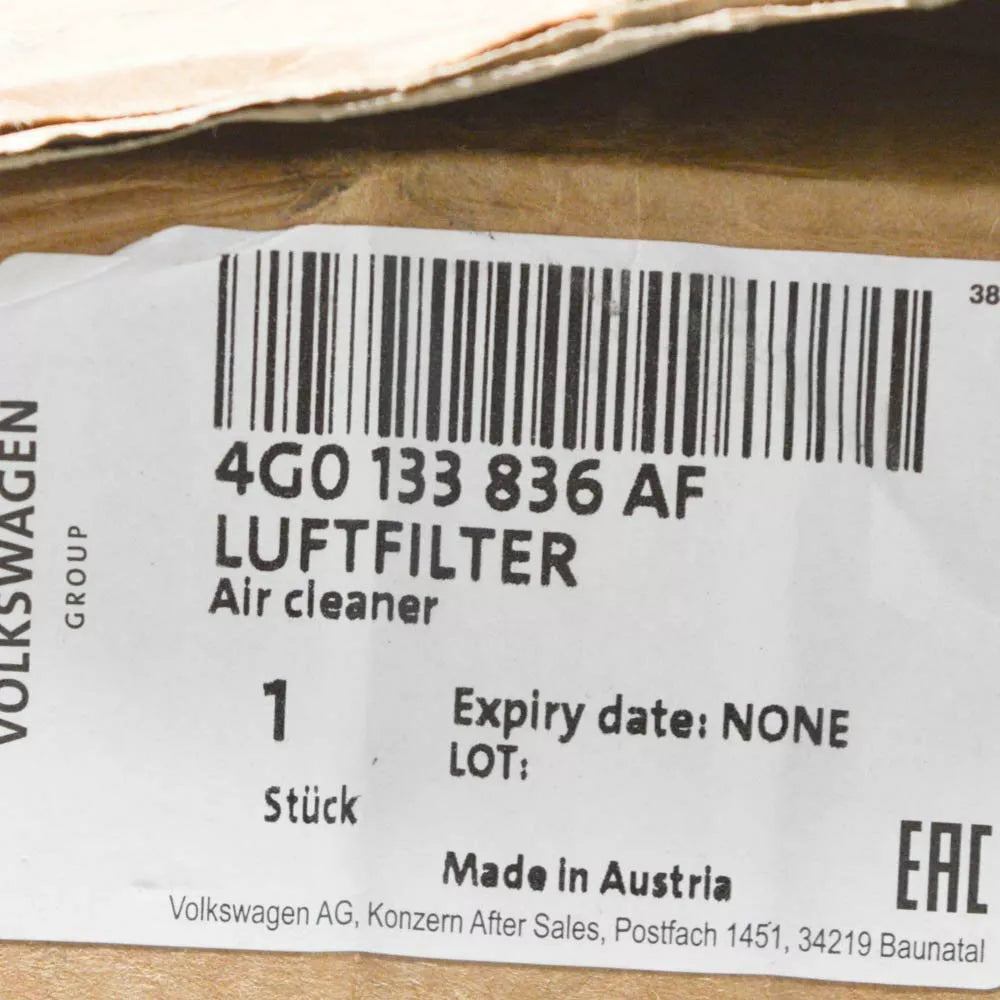 38
4G0 133 836 AF
LUFTFILTER
Air cleaner
VOLKSWAGEN
GROUP
1
Stück
Expiry date: NONE
LOT:
Made in Austria
EAC
Volkswagen AG, Konzern After Sales, Postfach 1451, 34219 Baunatal